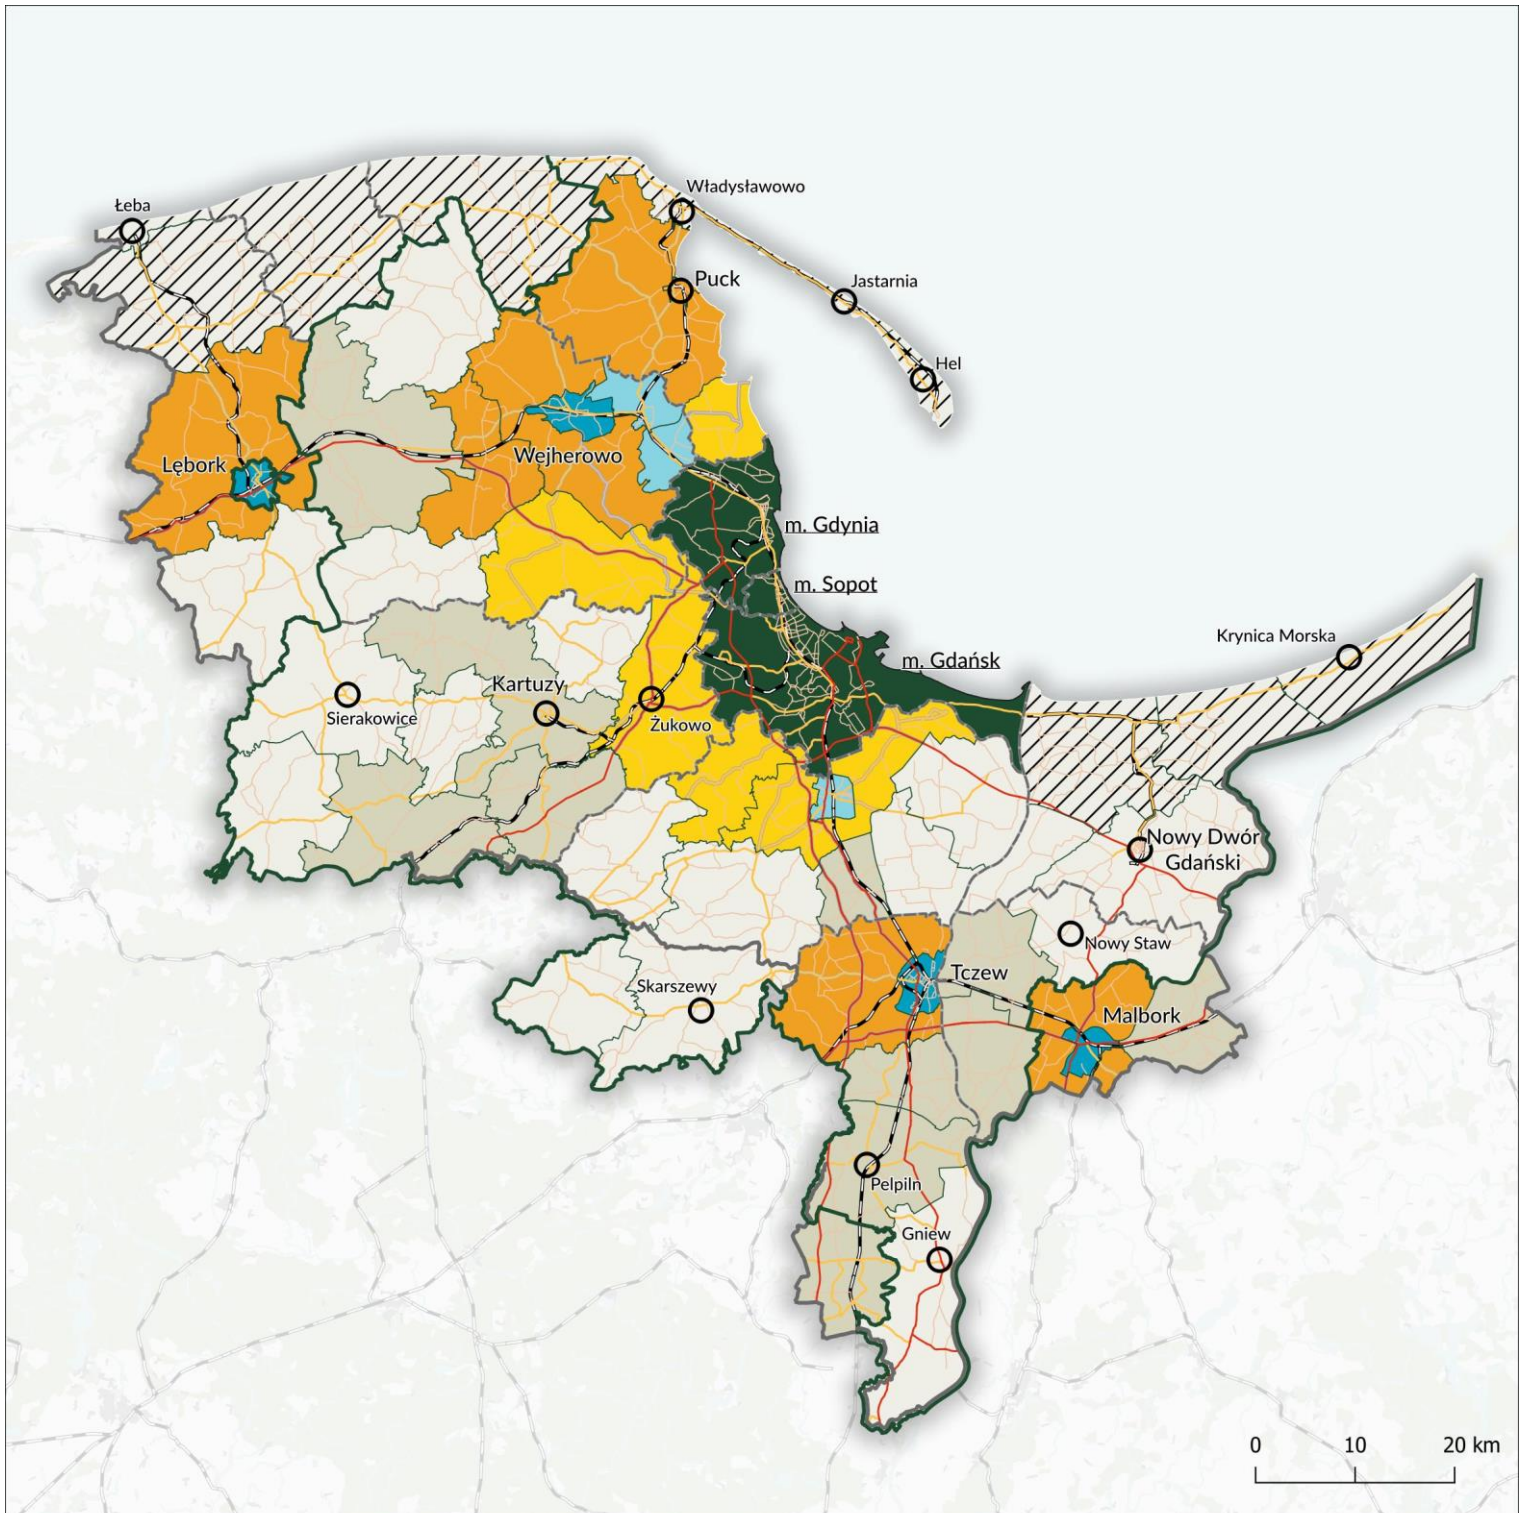 Władysławowo
Łeba
Puck
Jastarnia
Hel
Lębork
Wejherowo
m. Gdynia
m. Sopot
Krynica Morska
m. Gdańsk
Kartuzy
Sierakowice
Żukowo
Nowy Dwór
Gdański
Nowy Staw
Tczew
Skarszewy
Malbork
Pelpiln
Gniew
0 10 20 km